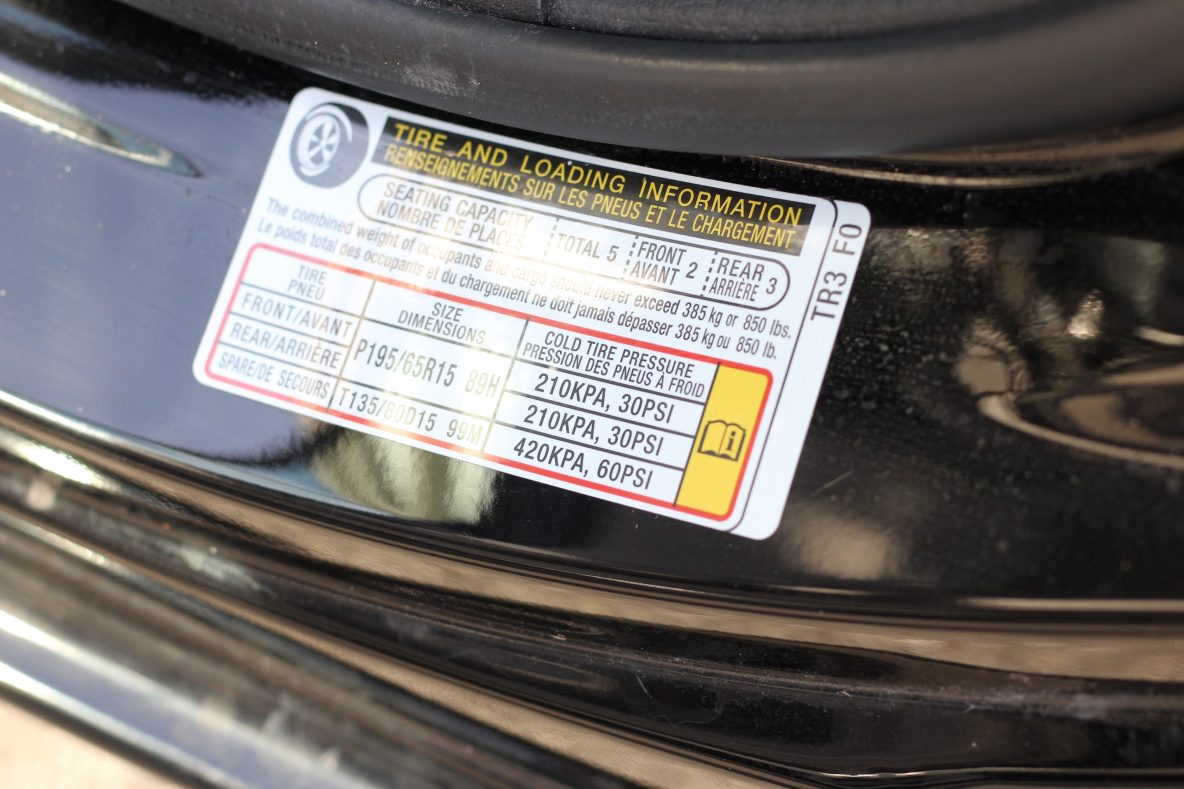 TIRE AND LOADING INFORMATION
RENSEIGNEMENTS SUR LES PNEUS ET LE CHARGEMENT
SEATING CAPACITY
NOMBRE DE PLACES
TOTAL 5
FRONT
AVANT
2
REAR
ARRIÈRE
3
The combined weight of occupants and cargo should never exceed 385 kg or 850 lbs.
Le poids total des occupants et du chargement ne doit jamais dépasser 385 kg ou 850 lb.
TIRE
PNEU
SIZE
DIMENSIONS
COLD TIRE PRESSURE
PRESSION DES PNEUS À FROID
FRONT/AVANT
P195/65R15 89H
210KPA, 30PSI
REAR/ARRIÈRE
210KPA, 30PSI
SPARE/DE SECOURS
T135/80D15 99M
420KPA, 60PSI
TR3 F0